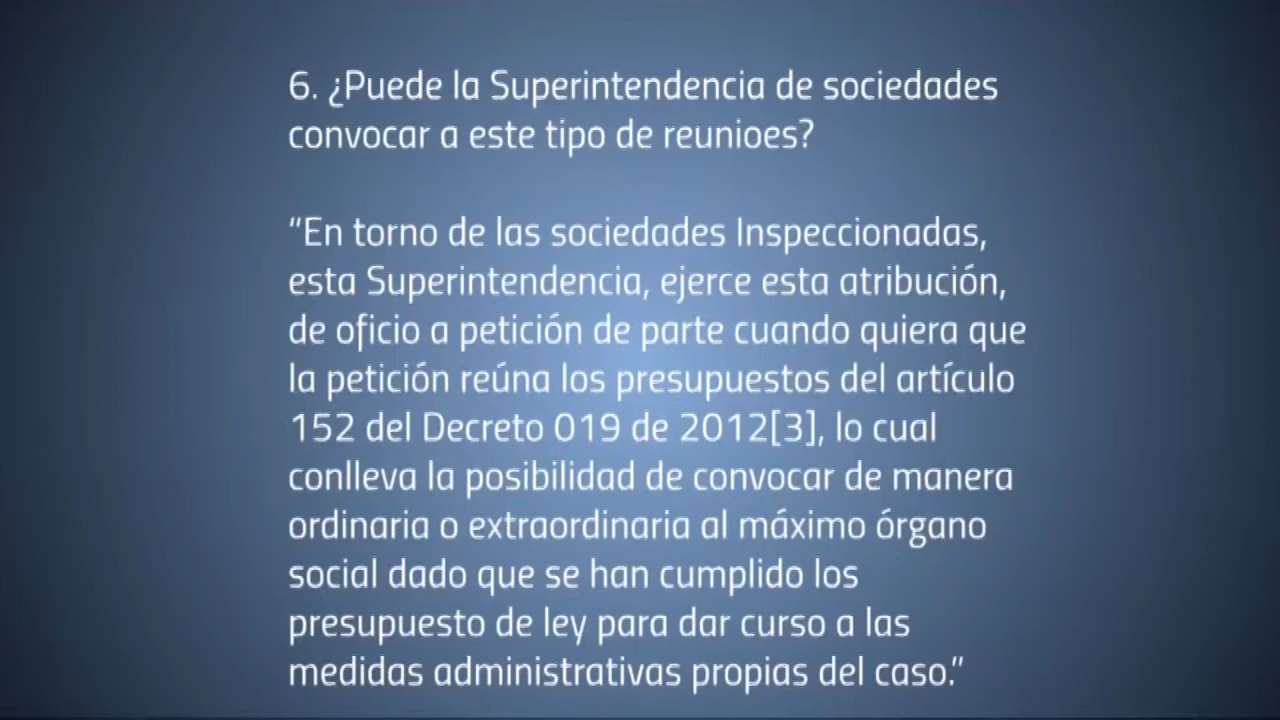 6. ¿Puede la Superintendencia de sociedades
convocar a este tipo de reunioes?
“En torno de las sociedades Inspeccionadas,
esta Superintendencia, ejerce esta atribución,
de oficio a petición de parte cuando quiera que
la petición reúna los presupuestos del artículo
152 del Decreto 019 de 2012[3], lo cual
conlleva la posibilidad de convocar de manera
ordinaria o extraordinaria al máximo órgano
social dado que se han cumplido los
presupuesto de ley para dar curso a las
medidas administrativas propias del caso.”